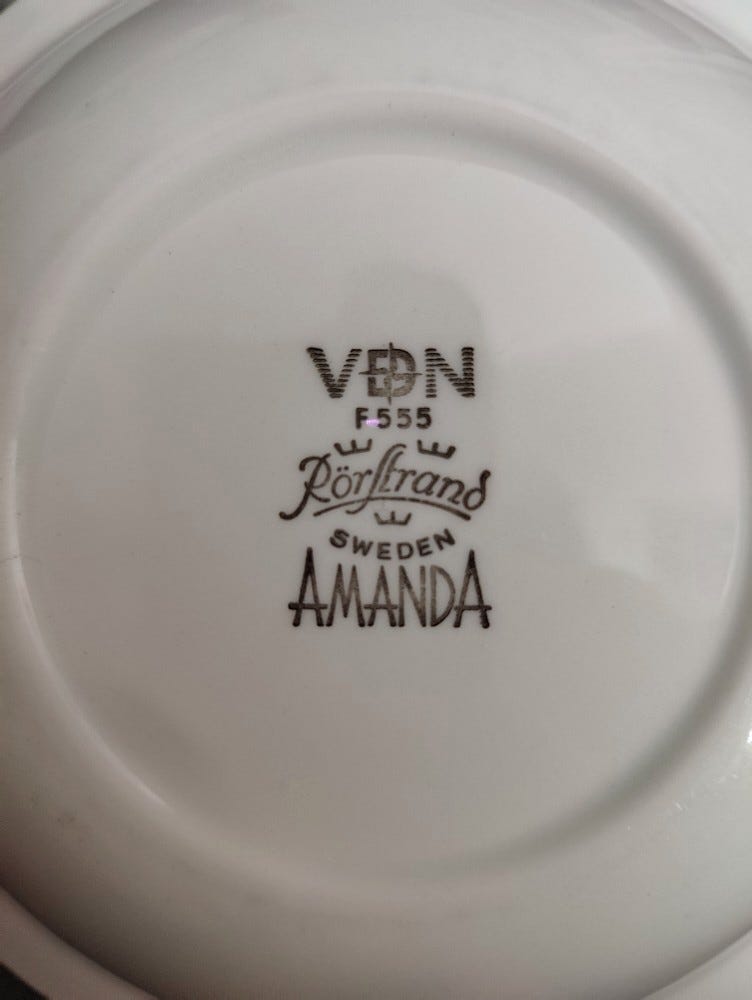 VDN
F555
Rörstrand
SWEDEN
AMANDA